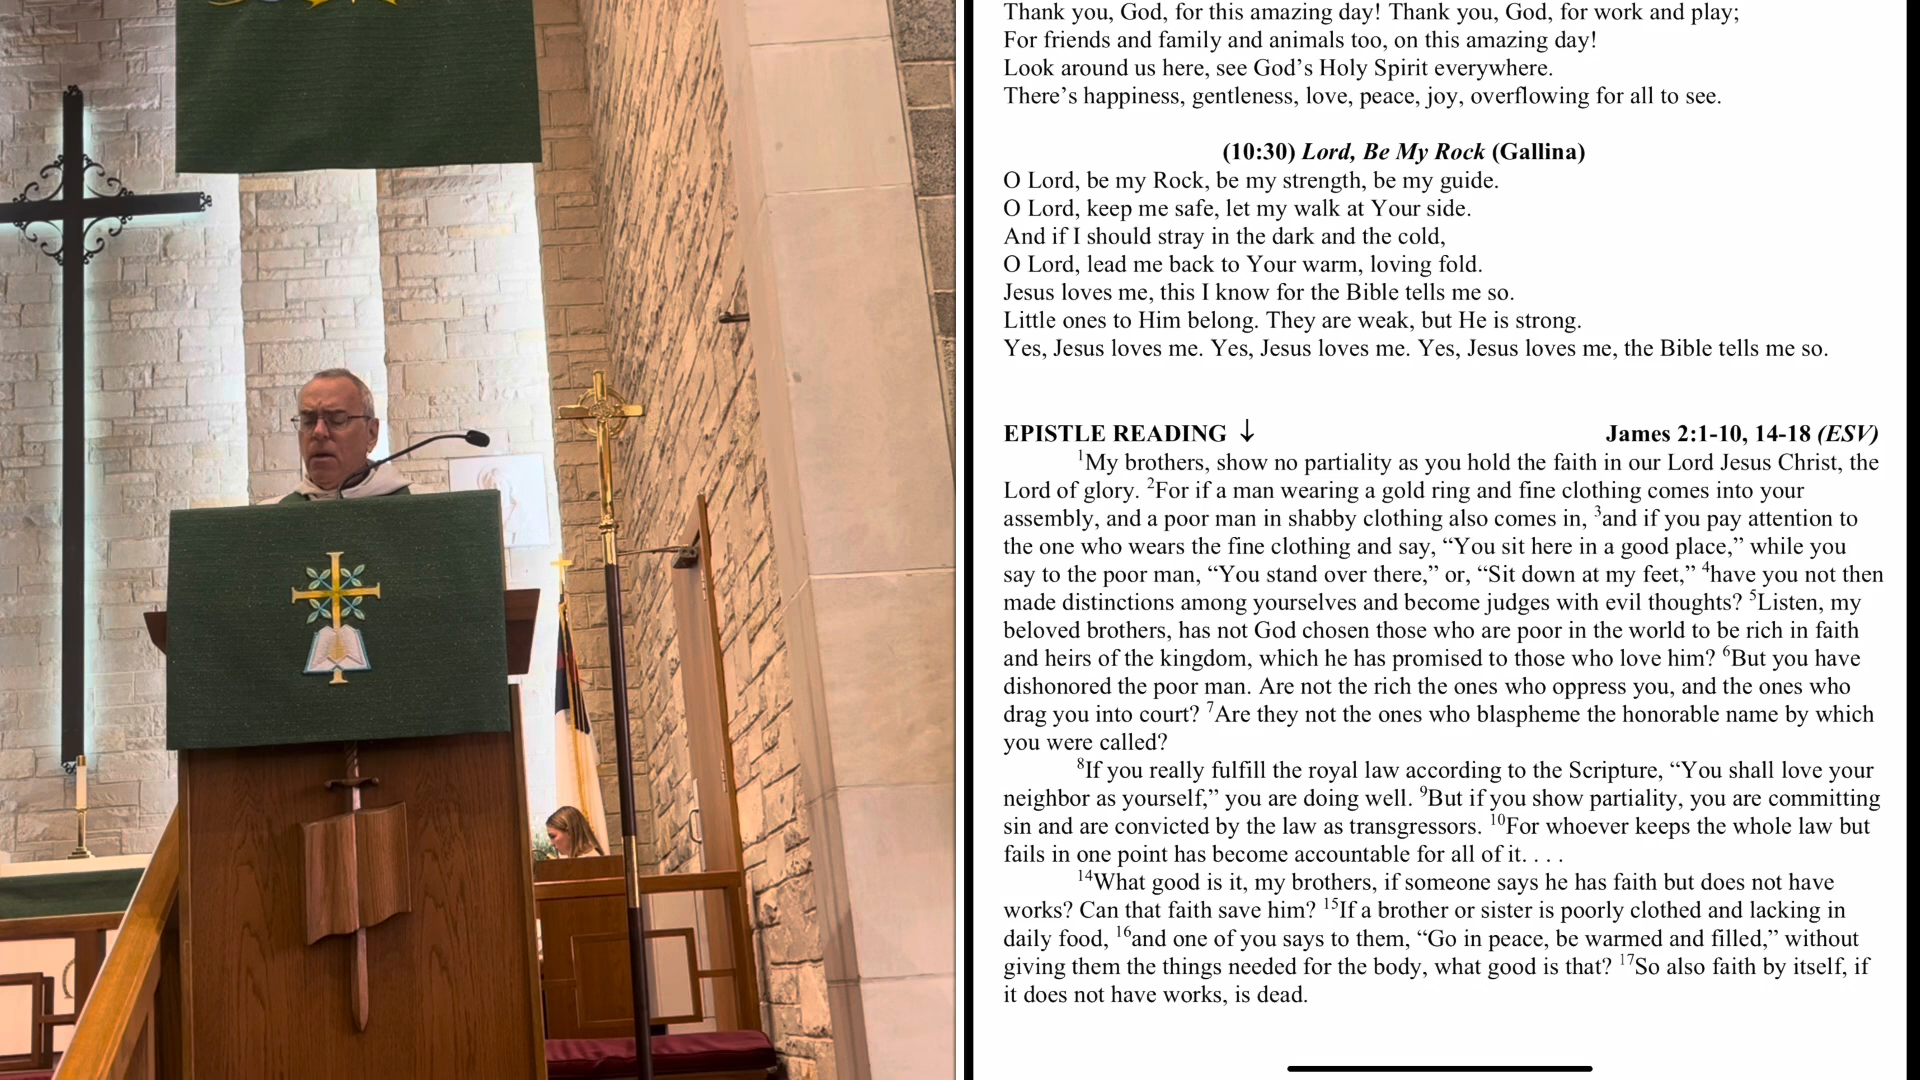 Thank you, God, for this amazing day! Thank you, God, for work and play;
For friends and family and animals too, on this amazing day!
Look around us here, see God’s Holy Spirit everywhere.
There’s happiness, gentleness, love, peace, joy, overflowing for all to see.
(10:30) Lord, Be My Rock (Gallina)
O Lord, be my Rock, be my strength, be my guide.
O Lord, keep me safe, let my walk at Your side.
And if I should stray in the dark and the cold,
O Lord, lead me back to Your warm, loving fold.
Jesus loves me, this I know for the Bible tells me so.
Little ones to Him belong. They are weak, but He is strong.
Yes, Jesus loves me. Yes, Jesus loves me. Yes, Jesus loves me, the Bible tells me so.
EPISTLE READING ↓ James 2:1-10, 14-18 (ESV)
¹My brothers, show no partiality as you hold the faith in our Lord Jesus Christ, the
Lord of glory. ²For if a man wearing a gold ring and fine clothing comes into your
assembly, and a poor man in shabby clothing also comes in, ³and if you pay attention to
the one who wears the fine clothing and say, “You sit here in a good place,” while you
say to the poor man, “You stand over there,” or, “Sit down at my feet,” ⁴have you not then
made distinctions among yourselves and become judges with evil thoughts? ⁵Listen, my
beloved brothers, has not God chosen those who are poor in the world to be rich in faith
and heirs of the kingdom, which he has promised to those who love him? ⁶But you have
dishonored the poor man. Are not the rich the ones who oppress you, and the ones who
drag you into court? ⁷Are they not the ones who blaspheme the honorable name by which
you were called?
⁸If you really fulfill the royal law according to the Scripture, “You shall love your
neighbor as yourself,” you are doing well. ⁹But if you show partiality, you are committing
sin and are convicted by the law as transgressors. ¹⁰For whoever keeps the whole law but
fails in one point has become accountable for all of it. . . .
¹⁴What good is it, my brothers, if someone says he has faith but does not have
works? Can that faith save him? ¹⁵If a brother or sister is poorly clothed and lacking in
daily food, ¹⁶and one of you says to them, “Go in peace, be warmed and filled,” without
giving them the things needed for the body, what good is that? ¹⁷So also faith by itself, if
it does not have works, is dead.